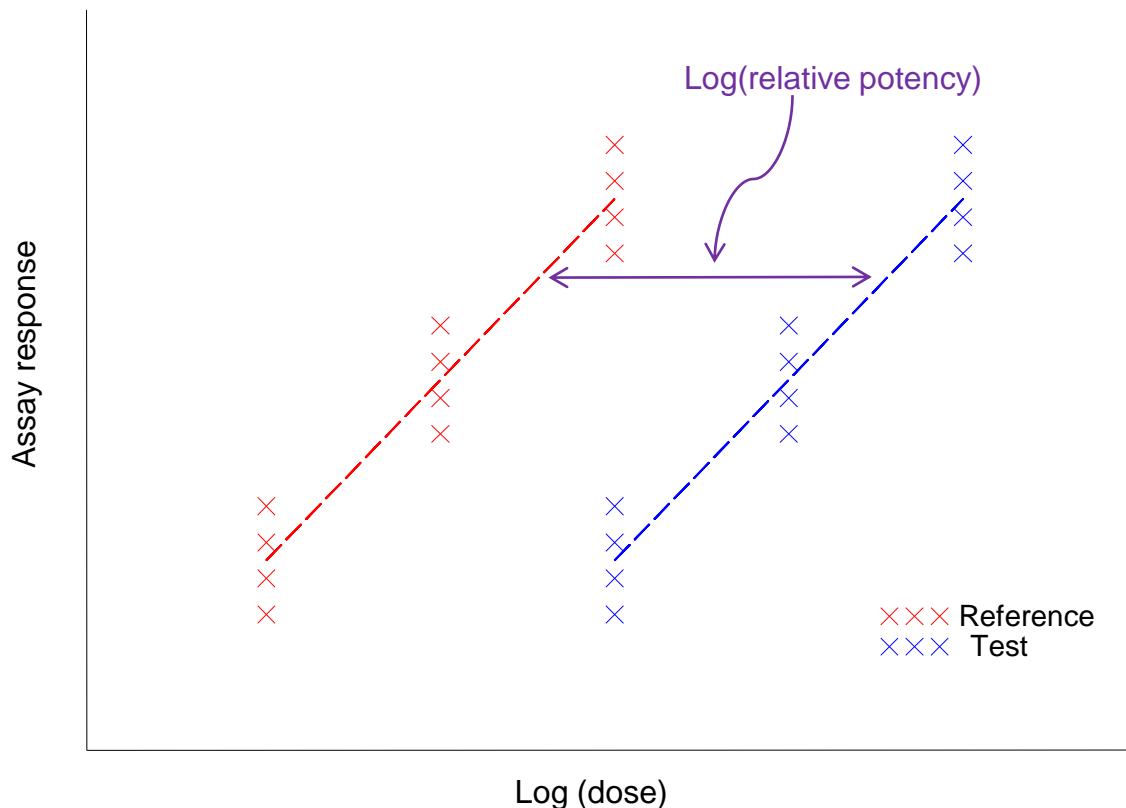 Log(relative potency)
Assay response
Reference
Test
Log (dose)